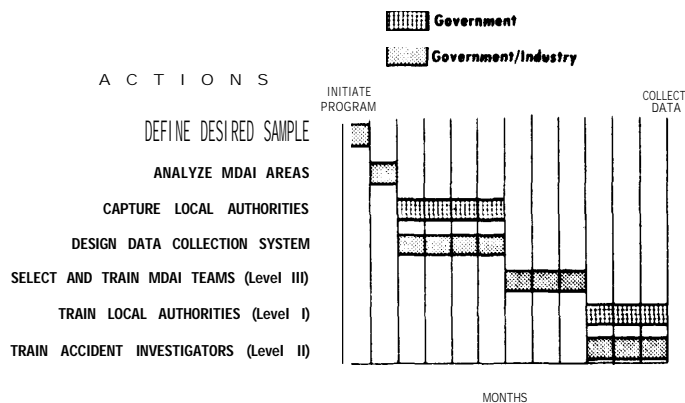 Government
Government/Industry
ACTIONS
INITIATE
PROGRAM
COLLECT
DATA
DEFINE DESIRED SAMPLE
ANALYZE MDAI AREAS
CAPTURE LOCAL AUTHORITIES
DESIGN DATA COLLECTION SYSTEM
SELECT AND TRAIN MDAI TEAMS (Level III)
TRAIN LOCAL AUTHORITIES (Level I)
TRAIN ACCIDENT INVESTIGATORS (Level II)
MONTHS